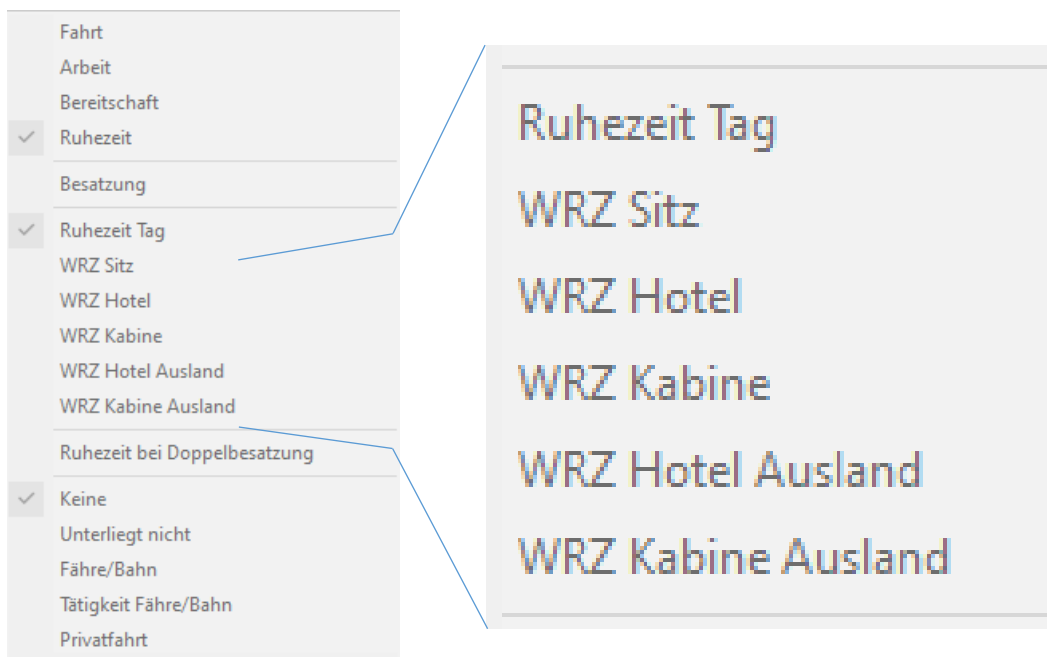 Fahrt
Arbeit
Bereitschaft
Ruhezeit
Besatzung
Ruhezeit Tag
WRZ Sitz
WRZ Hotel
WRZ Kabine
WRZ Hotel Ausland
WRZ Kabine Ausland
Ruhezeit bei Doppelbesatzung
Keine
Unterliegt nicht
Fähre/Bahn
Tätigkeit Fähre/Bahn
Privatfahrt
Ruhezeit Tag
WRZ Sitz
WRZ Hotel
WRZ Kabine
WRZ Hotel Ausland
WRZ Kabine Ausland